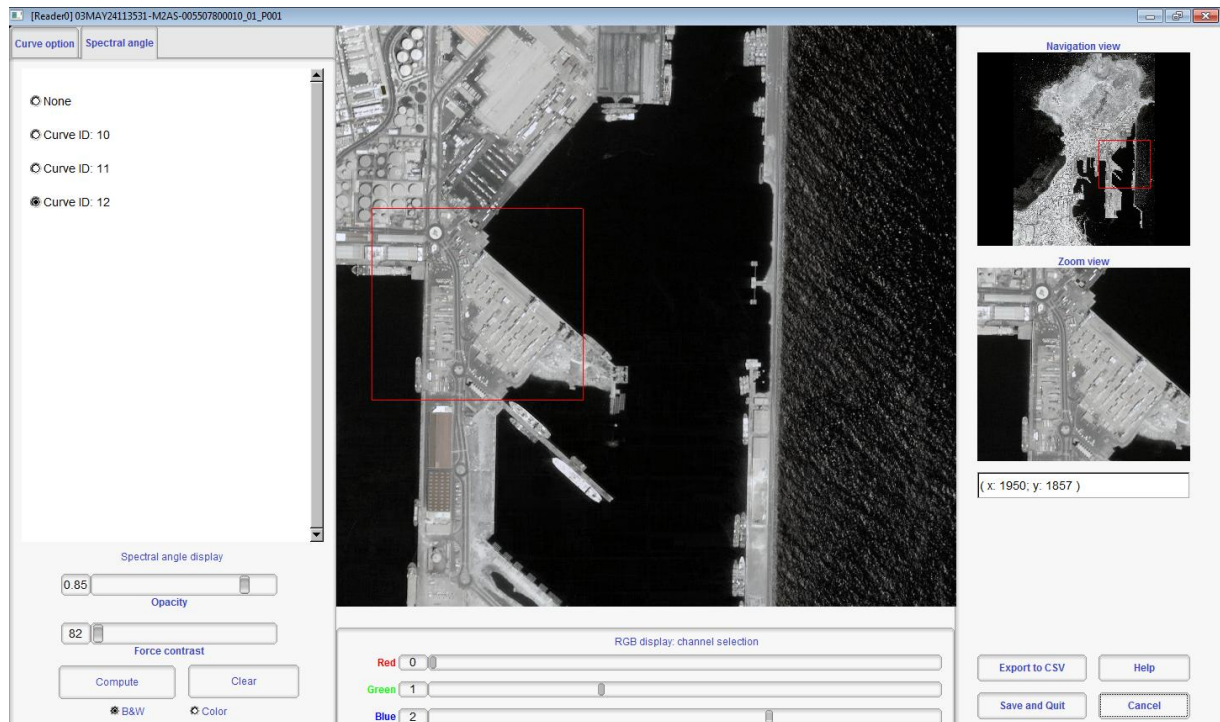 [Reader0] 03MAY24113531-M2AS-005507800010_01_P001
Curve option
Spectral angle
None
Curve ID: 10
Curve ID: 11
Curve ID: 12
Spectral angle display
0.85
Opacity
82
Force contrast
Compute
Clear
B&W
Color
RGB display: channel selection
Red 0
Green 1
Blue 2
Navigation view
Zoom view
( x: 1950; y: 1857 )
Export to CSV
Help
Save and Quit
Cancel